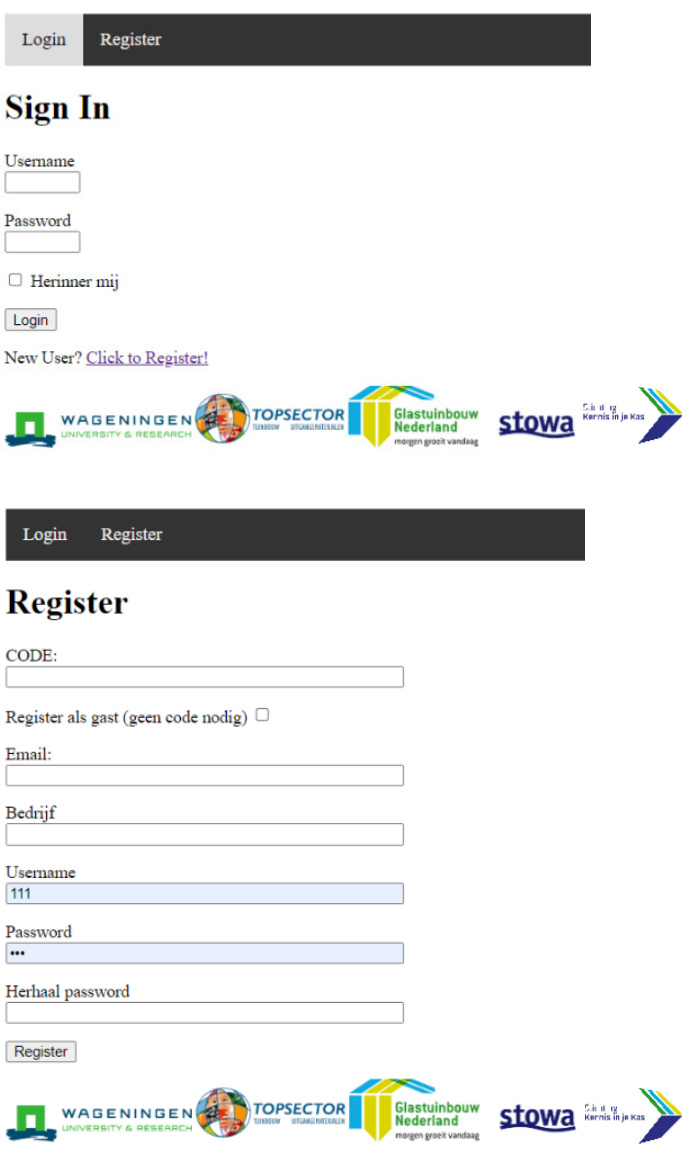 Login Register
Sign In
Username
Password
Herinner mij
Login
New User? Click to Register!
WAGENINGEN
UNIVERSITY & RESEARCH
TOPSECTOR
TUINBOUW UITGANGSMATERIALEN
Glastuinbouw
Nederland
morgen groeit vandaag
stowa
Kennis in je Kas
Login Register
Register
CODE:
Register als gast (geen code nodig)
Email:
Bedrijf
Username
111
Password
•••
Herhaal password
Register
WAGENINGEN
UNIVERSITY & RESEARCH
TOPSECTOR
TUINBOUW UITGANGSMATERIALEN
Glastuinbouw
Nederland
morgen groeit vandaag
stowa
Kennis in je Kas